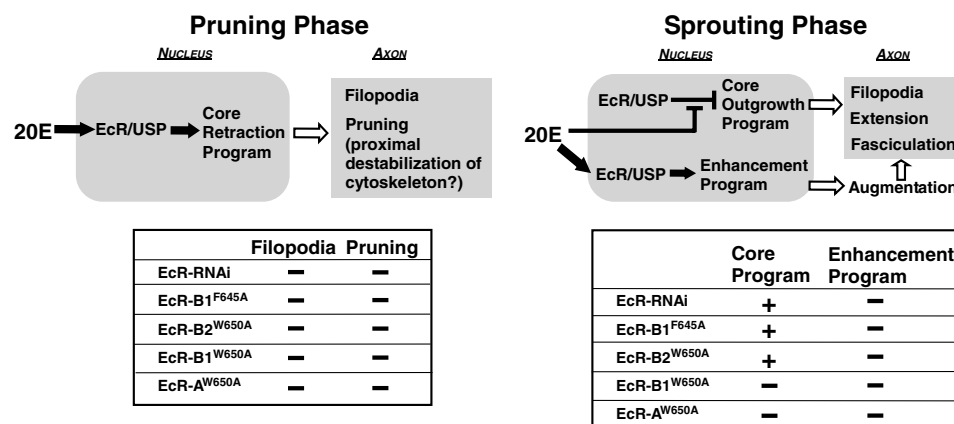 Pruning Phase
NUCLEUS
AXON
20E
EcR/USP
Core
Retraction
Program
Filopodia
Pruning
(proximal
destabilization of
cytoskeleton?)
Filopodia Pruning
EcR-RNAi − −
EcR-B1F645A − −
EcR-B2W650A − −
EcR-B1W650A − −
EcR-AW650A − −
Sprouting Phase
NUCLEUS
AXON
20E
EcR/USP
Core
Outgrowth
Program
EcR/USP
Enhancement
Program
Filopodia
Extension
Fasciculation
Augmentation
Core Enhancement
Program Program
EcR-RNAi + −
EcR-B1F645A + −
EcR-B2W650A + −
EcR-B1W650A − −
EcR-AW650A − −